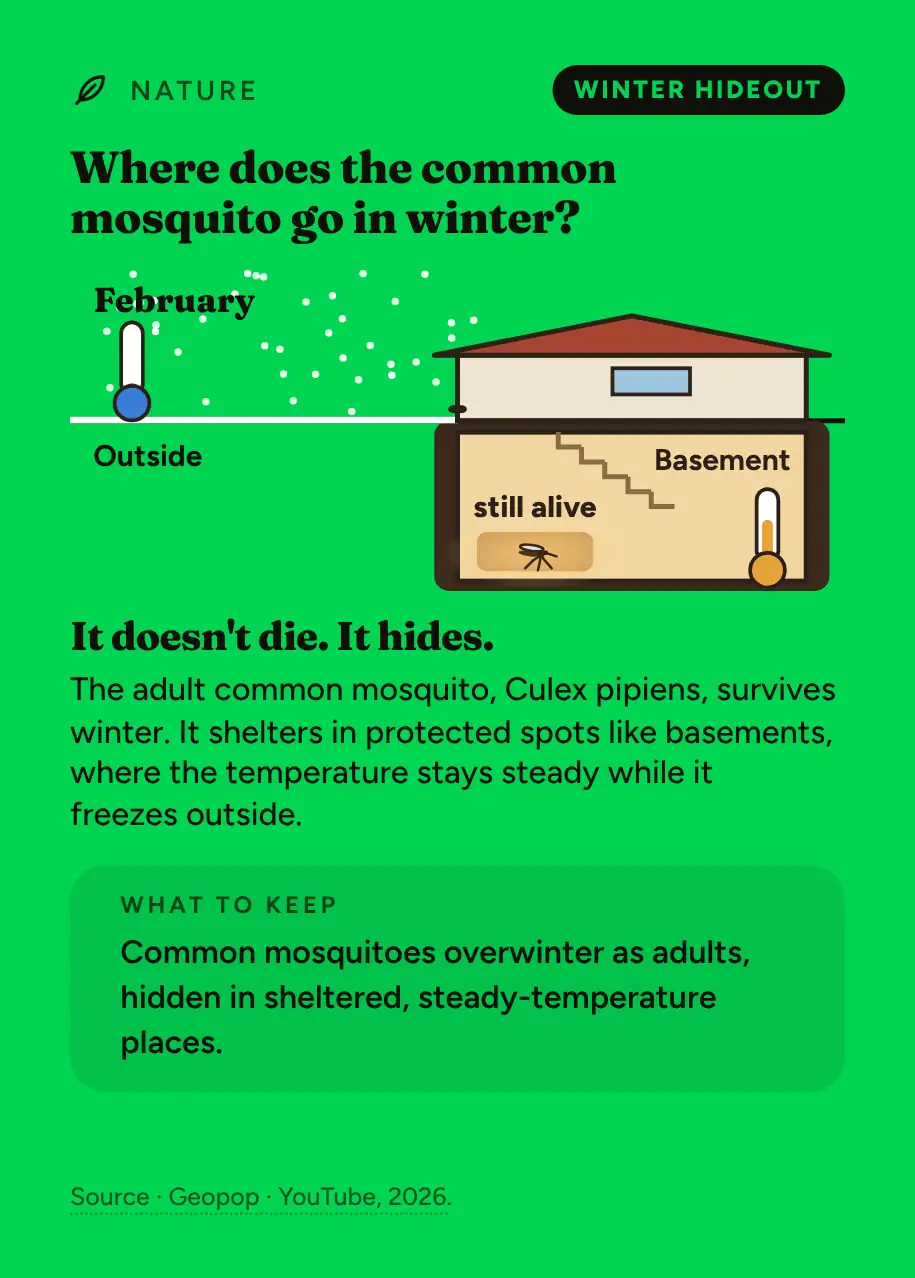 NATURE
WINTER HIDEOUT
Where does the common
mosquito go in winter?
February
Outside
Basement
still alive
It doesn't die. It hides.
The adult common mosquito, Culex pipiens, survives
winter. It shelters in protected spots like basements,
where the temperature stays steady while it
freezes outside.
WHAT TO KEEP
Common mosquitoes overwinter as adults,
hidden in sheltered, steady-temperature
places.
Source · Geopop · YouTube, 2026.